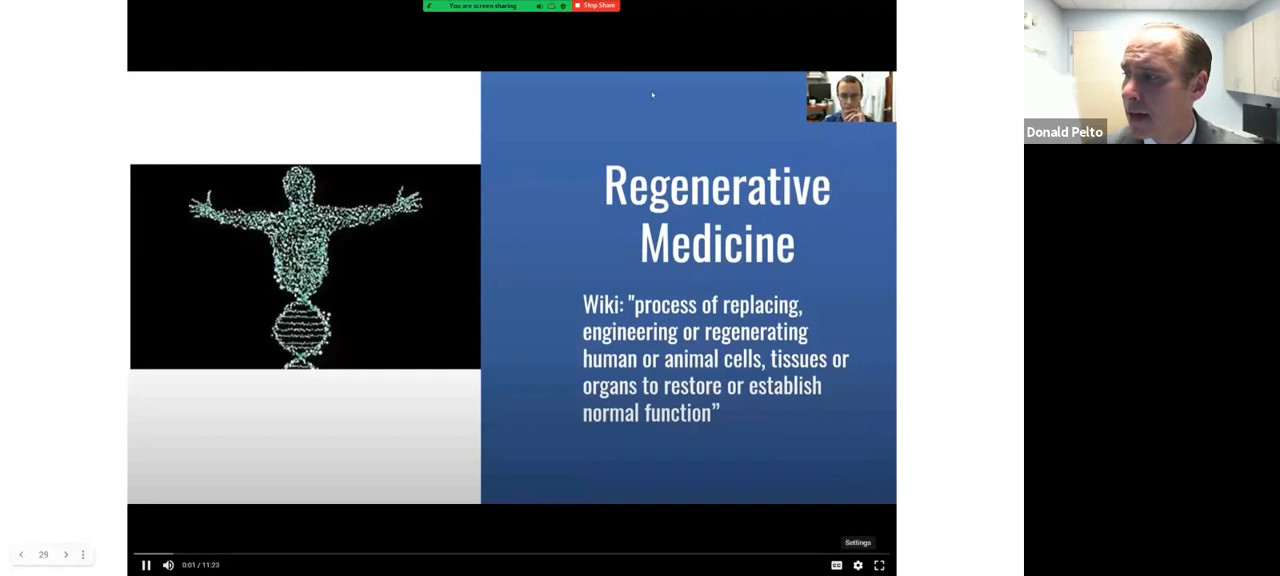 You are screen sharing
Stop Share
Donald Pelto
Regenerative
Medicine
Wiki: "process of replacing,
engineering or regenerating
human or animal cells, tissues or
organs to restore or establish
normal function”
Settings
29
0:01 / 11:23
CC